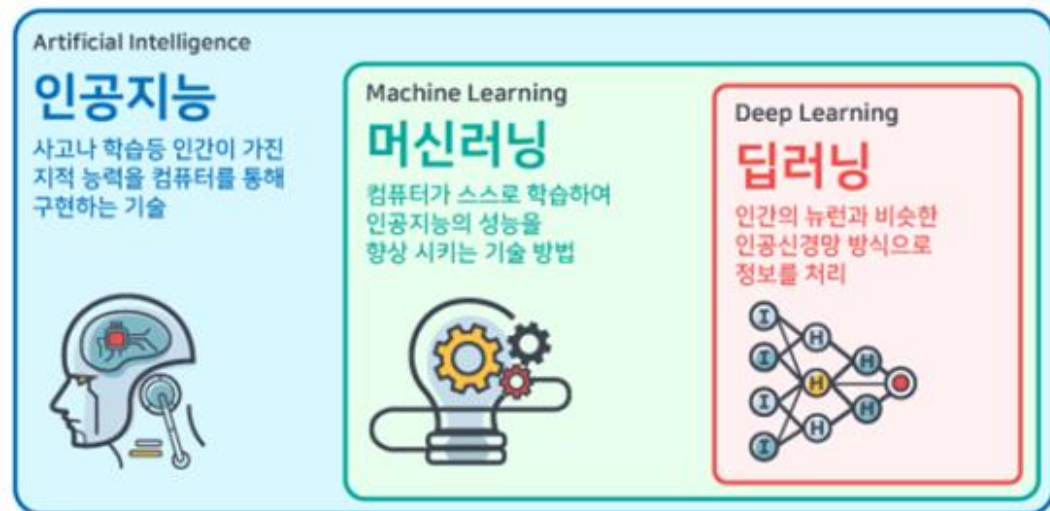 Artificial Intelligence
인공지능
사고나 학습등 인간이 가진
지적 능력을 컴퓨터를 통해
구현하는 기술
Machine Learning
머신러닝
컴퓨터가 스스로 학습하여
인공지능의 성능을
향상 시키는 기술 방법
Deep Learning
딥러닝
인간의 뉴런과 비슷한
인공신경망 방식으로
정보를 처리
I
H
I
H
H
I
H
H
I